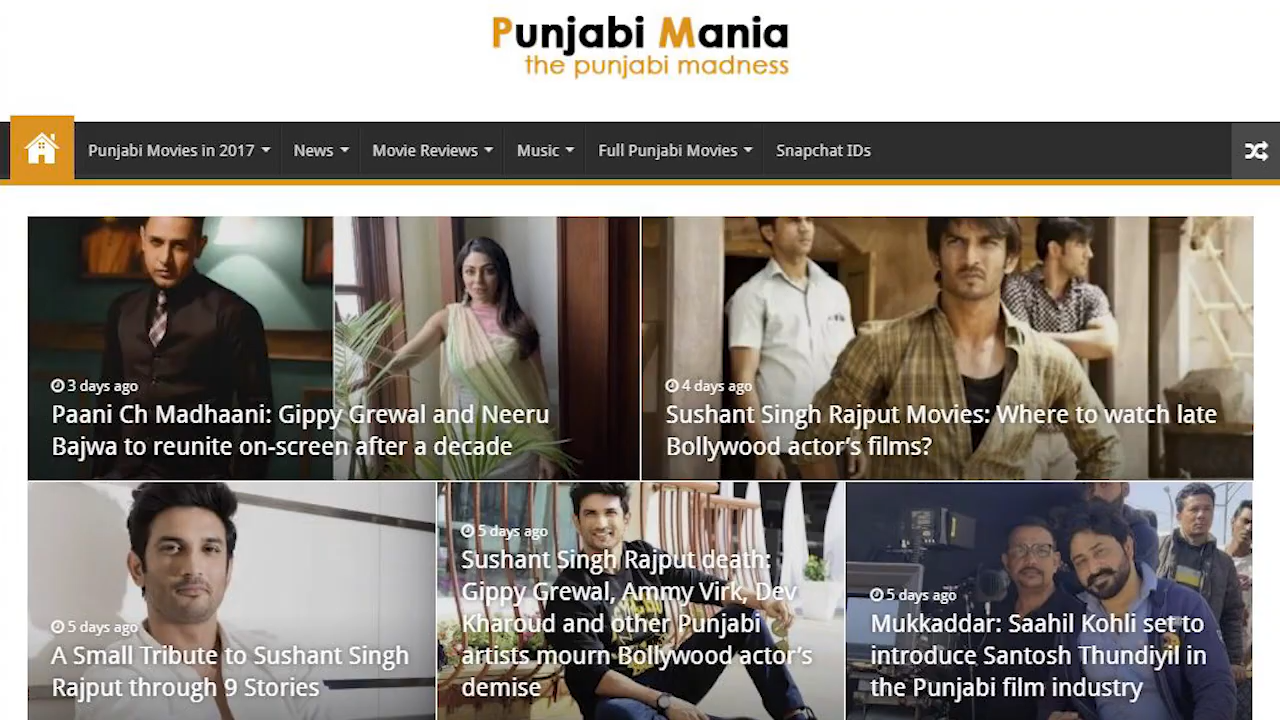 Punjabi Mania
the punjabi madness
Punjabi Movies in 2017
News
Movie Reviews
Music
Full Punjabi Movies
Snapchat IDs
3 days ago
Paani Ch Madhaani: Gippy Grewal and Neeru
Bajwa to reunite on-screen after a decade
4 days ago
Sushant Singh Rajput Movies: Where to watch late
Bollywood actor’s films?
5 days ago
A Small Tribute to Sushant Singh
Rajput through 9 Stories
5 days ago
Sushant Singh Rajput death:
Gippy Grewal, Ammy Virk, Dev
Kharoud and other Punjabi
artists mourn Bollywood actor’s
demise
5 days ago
Mukkaddar: Saahil Kohli set to
introduce Santosh Thundiyil in
the Punjabi film industry